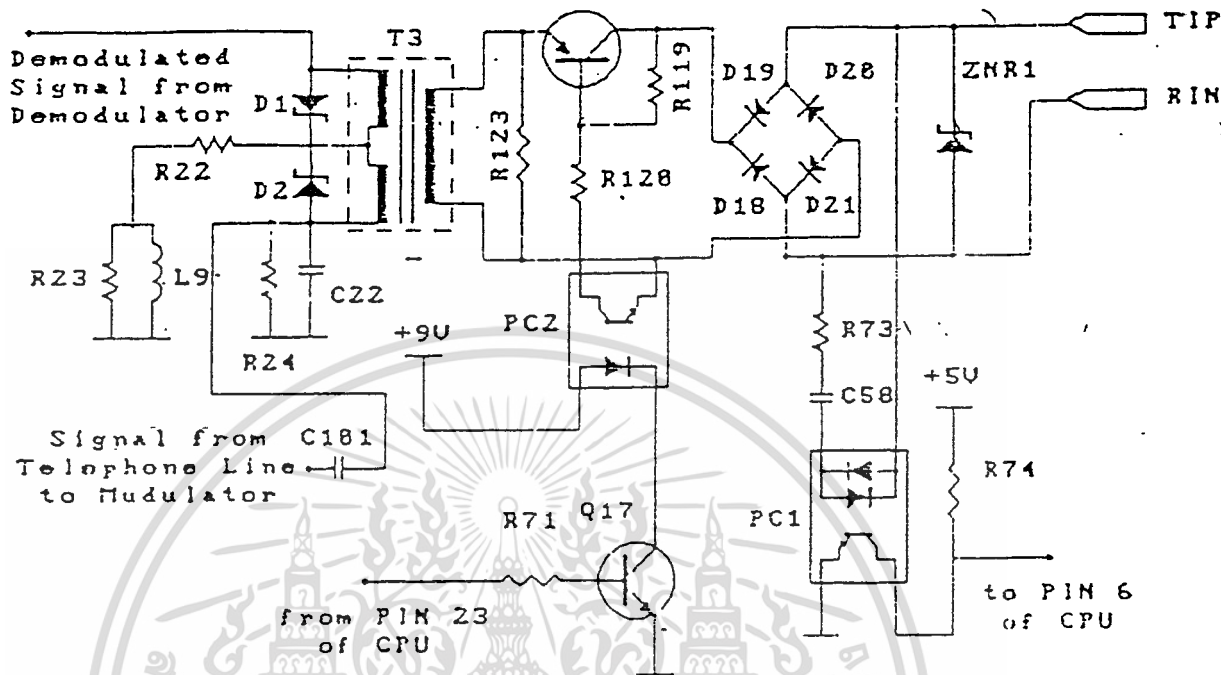 TIP
RIN
T3
Demodulated
Signal from
Demodulator
D1
R22
D2
R123
R119
R128
D19
D28
D18
D21
ZNR1
R23
L9
R24
C22
+9V
PC2
R73
C58
+5V
R74
PC1
Signal from
Telnphone Line
to Mudulator
C181
R71
Q17
from PIN 23
of CPU
to PIN 6
of CPU